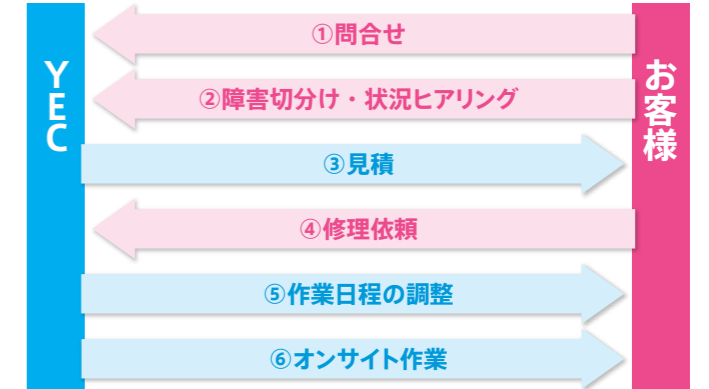 YEC
お客様
①問合せ
②障害切分け・状況ヒアリング
③見積
④修理依頼
⑤作業日程の調整
⑥オンサイト作業